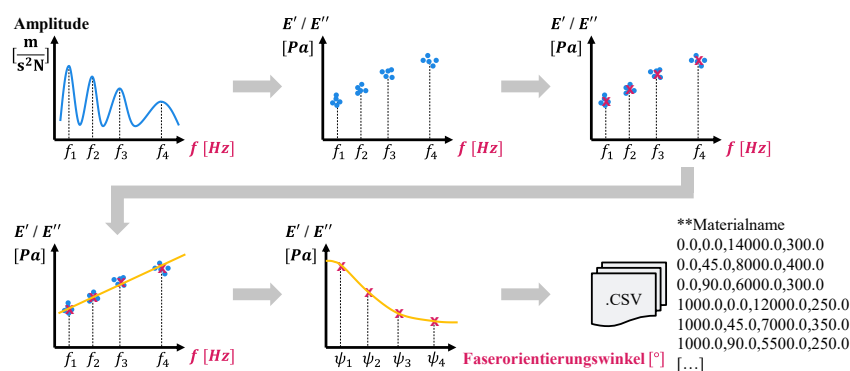 Amplitude
[m/s²N]
f₁ f₂ f₃ f₄ f [Hz]
E′ / E′′
[Pa]
f₁ f₂ f₃ f₄ f [Hz]
E′ / E′′
[Pa]
f₁ f₂ f₃ f₄ f [Hz]
E′ / E′′
[Pa]
f₁ f₂ f₃ f₄ f [Hz]
E′ / E′′
[Pa]
ψ₁ ψ₂ ψ₃ ψ₄ Faserorientierungswinkel [°]
.CSV
**Materialname
0.0,0.0,14000.0,300.0
0.0,45.0,8000.0,400.0
0.0,90.0,6000.0,300.0
1000.0,0.0,12000.0,250.0
1000.0,45.0,7000.0,350.0
1000.0,90.0,5500.0,250.0
[…]